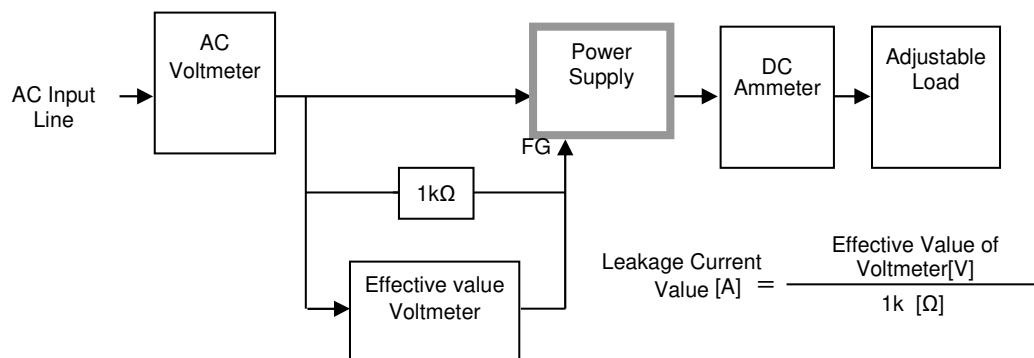 AC
Voltmeter
AC Input
Line
Power
Supply
FG
DC
Ammeter
Adjustable
Load
1kΩ
Effective value
Voltmeter
Leakage Current
Value [A] =
Effective Value of
Voltmeter[V]
1k [Ω]